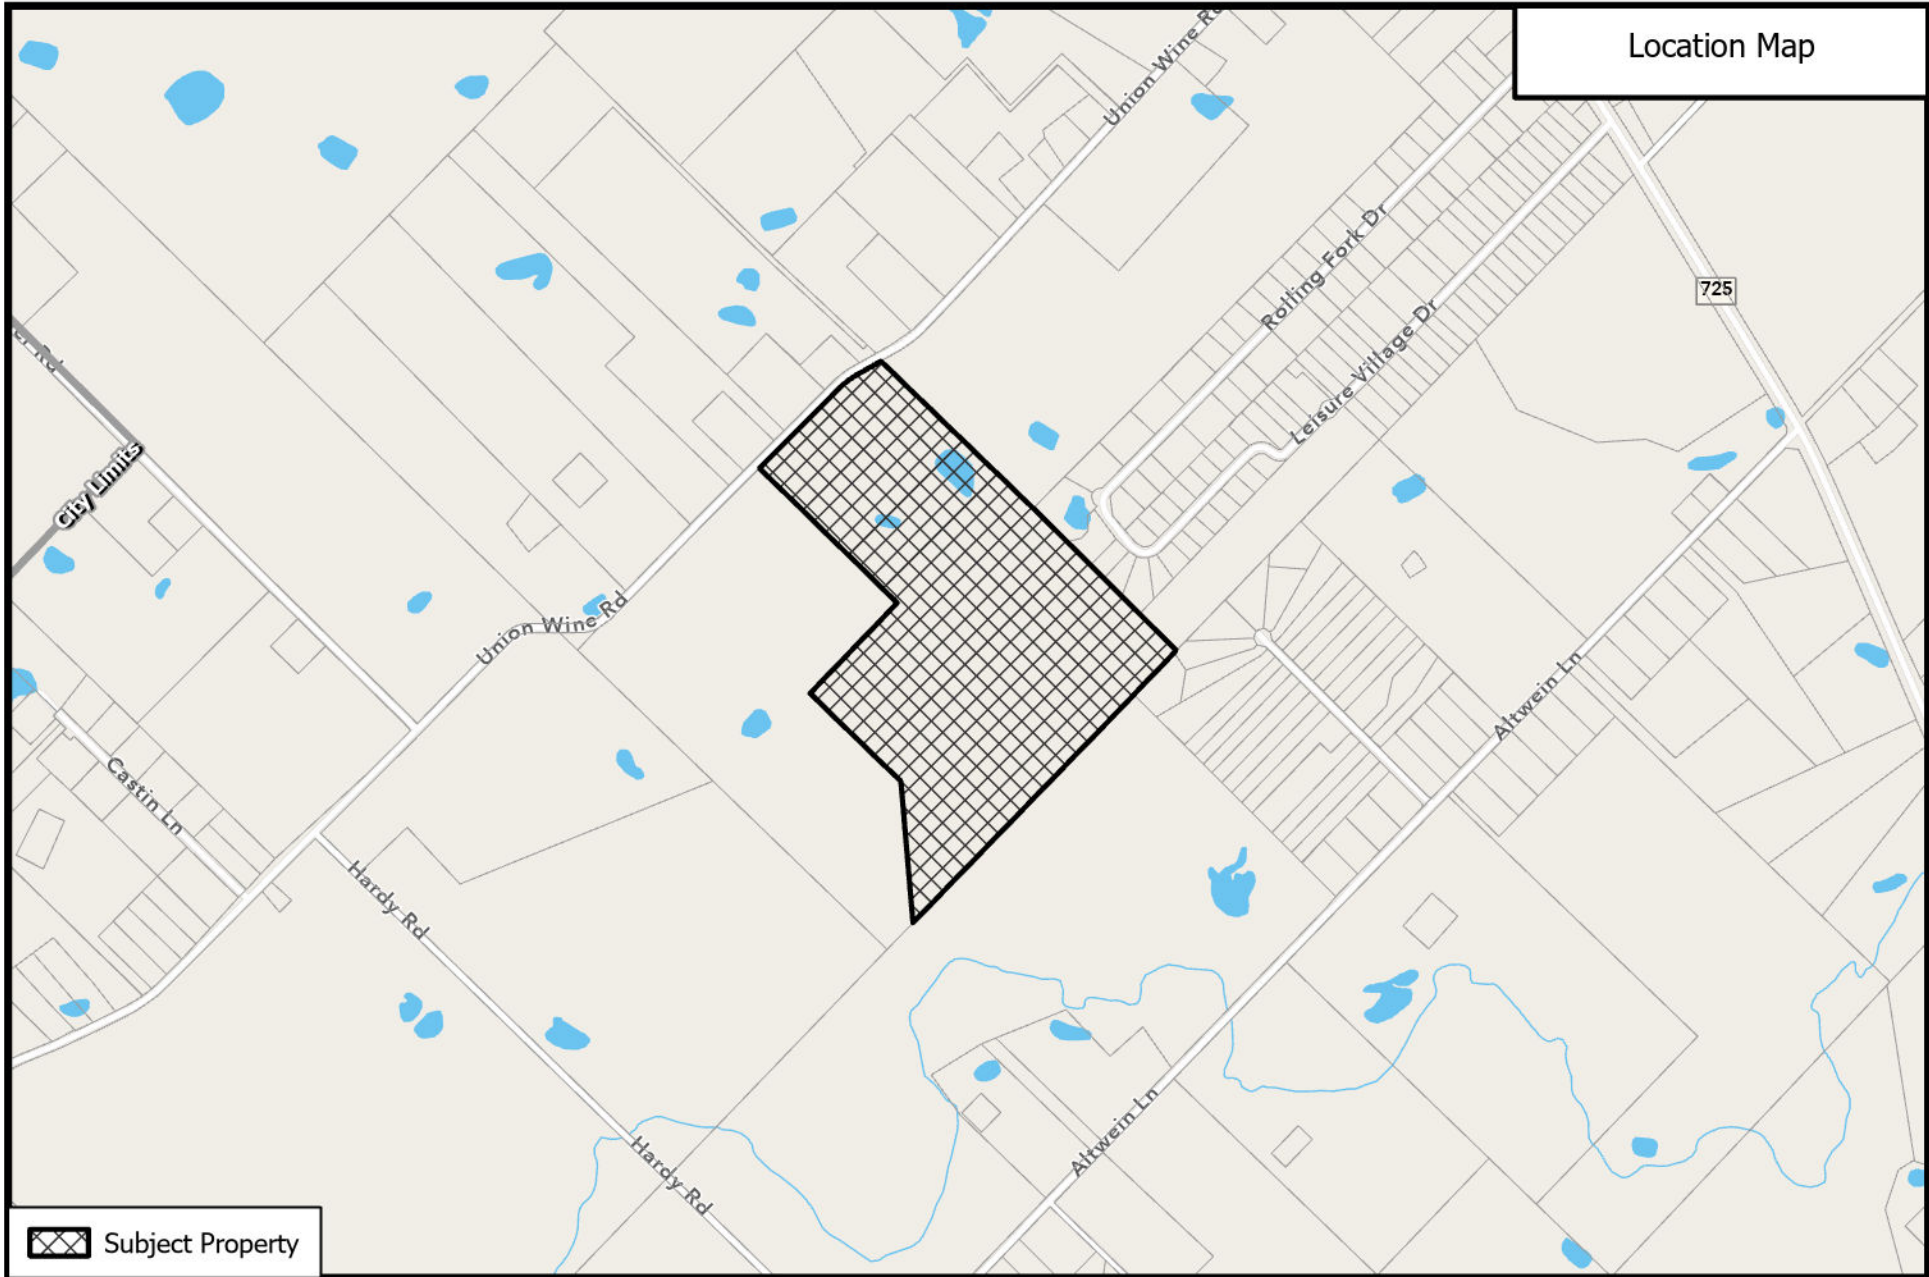 Location Map
Union Wine Rd
Rolling Fork Dr
725
Leisure Village Dr
Rd
City Limits
Union Wine Rd
Altwein Ln
Castin Ln
Hardy Rd
Altwein Ln
Hardy Rd
Subject Property